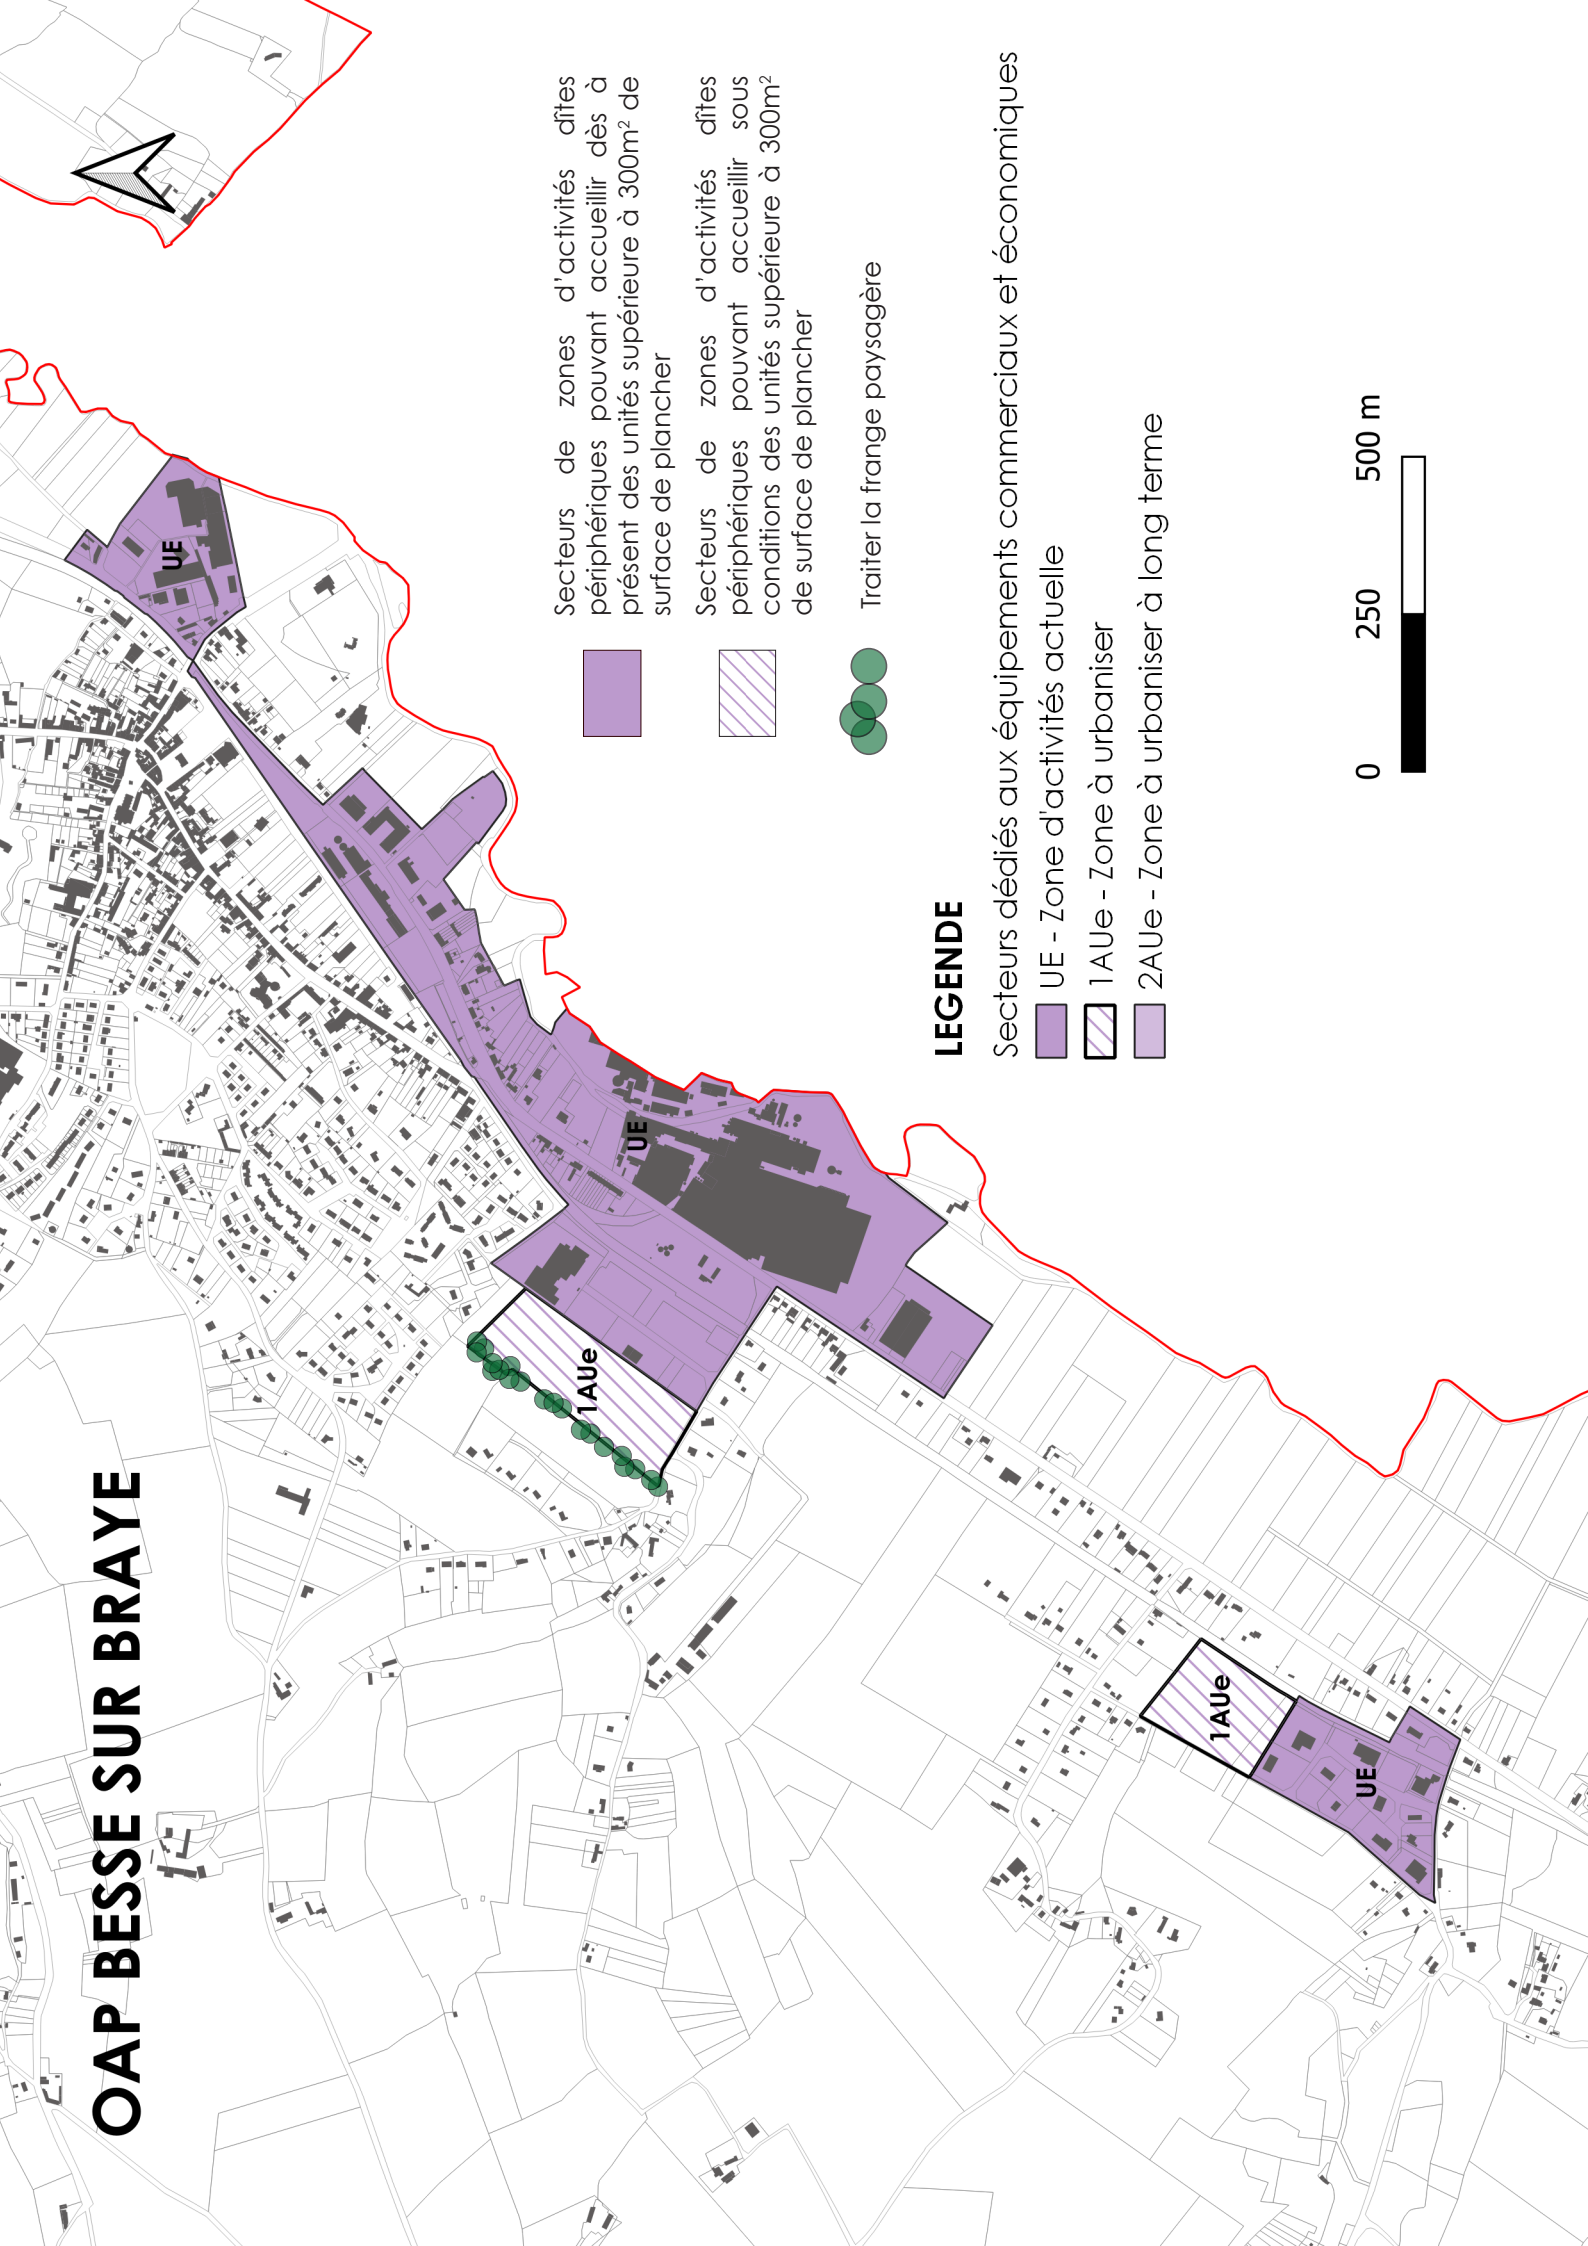 OAP BESSE SUR BRAYE
UE
UE
1AUe
1AUe
UE
Secteurs de zones d'activités dîtes
périphériques pouvant accueillir dès à
présent des unités supérieure à 300m² de
surface de plancher
Secteurs de zones d'activités dîtes
périphériques pouvant accueillir sous
conditions des unités supérieure à 300m²
de surface de plancher
Traiter la frange paysagère
LEGENDE
Secteurs dédiés aux équipements commerciaux et économiques
UE - Zone d'activités actuelle
1AUe - Zone à urbaniser
2AUe - Zone à urbaniser à long terme
0 250 500 m